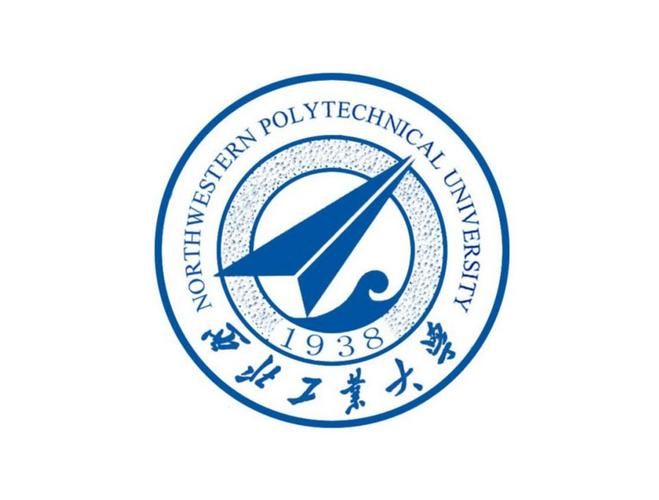 NORTHWESTERN POLYTECHNICAL UNIVERSITY
1938
西北工业大学